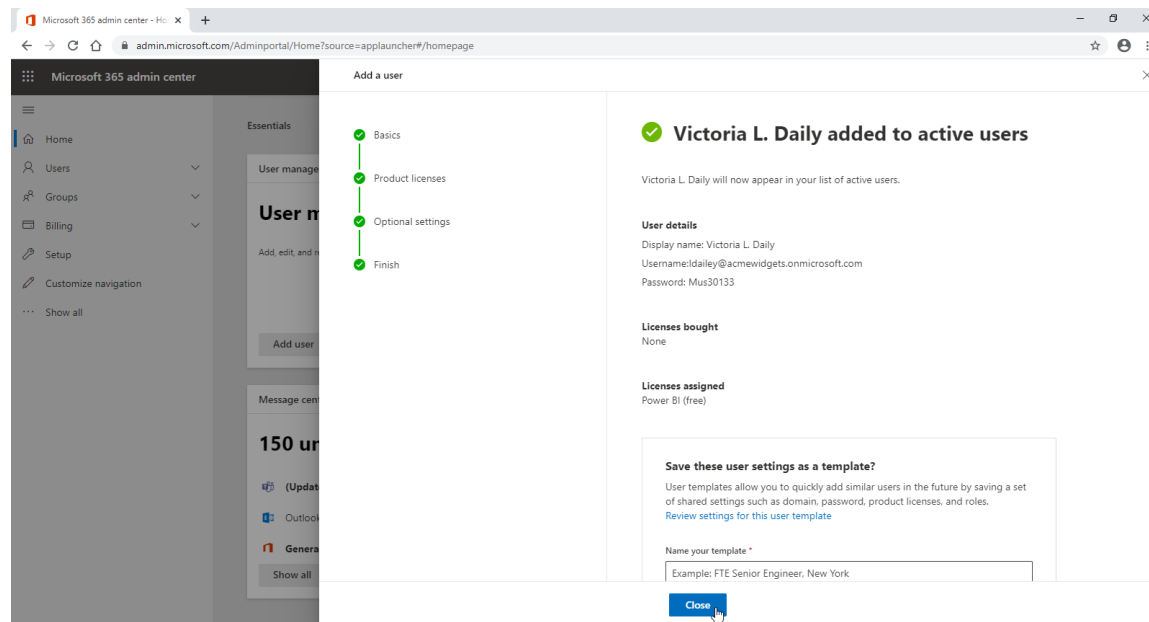 Microsoft 365 admin center - Ho
admin.microsoft.com/Adminportal/Home?source=applauncher#/homepage
Microsoft 365 admin center
Home
Users
Groups
Billing
Setup
Customize navigation
Show all
Essentials
User manage
User m
Add, edit, and re
Add user
Message cent
150 un
(Updat
Outlook
Genera
Show all
Add a user
Basics
Product licenses
Optional settings
Finish
Victoria L. Daily added to active users
Victoria L. Daily will now appear in your list of active users.
User details
Display name: Victoria L. Daily
Username:ldailey@acmewidgets.onmicrosoft.com
Password: Mus30133
Licenses bought
None
Licenses assigned
Power BI (free)
Save these user settings as a template?
User templates allow you to quickly add similar users in the future by saving a set
of shared settings such as domain, password, product licenses, and roles.
Review settings for this user template
Name your template *
Example: FTE Senior Engineer, New York
Close